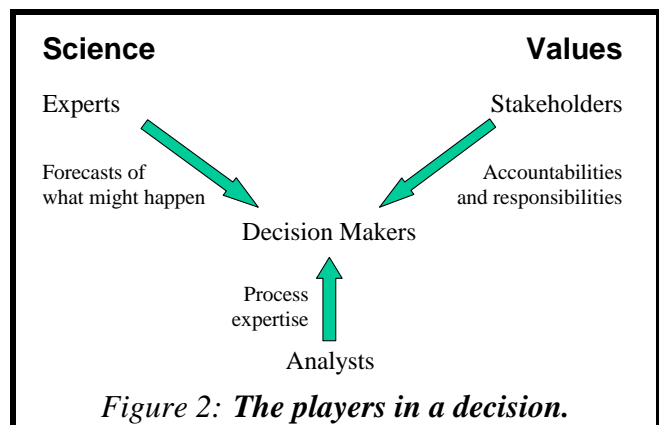 Science
Values
Experts
Stakeholders
Forecasts of
what might happen
Accountabilities
and responsibilities
Decision Makers
Process
expertise
Analysts
Figure 2: The players in a decision.